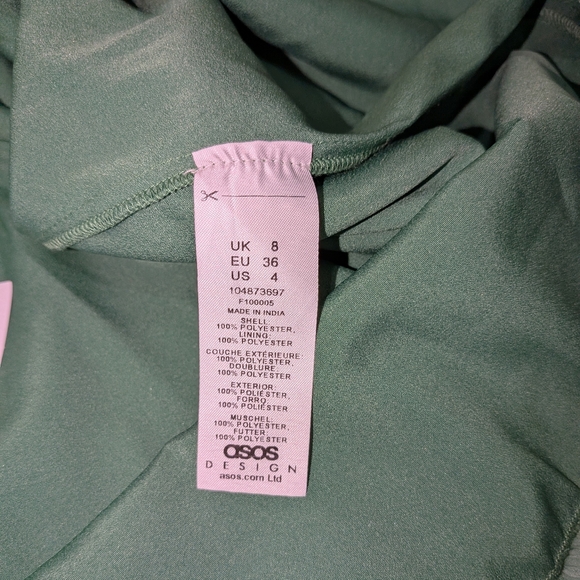 UK 8
EU 36
US 4
104873697
F100005
MADE IN INDIA
SHELL:
100% POLYESTER,
LINING:
100% POLYESTER
COUCHE EXTÉRIEURE:
100% POLYESTER,
DOUBLURE:
100% POLYESTER
EXTERIOR:
100% POLIÉSTER,
FORRO:
100% POLIÉSTER
MUSCHEL:
100% POLYESTER,
FUTTER:
100% POLYESTER
asos
DESIGN
asos.com Ltd